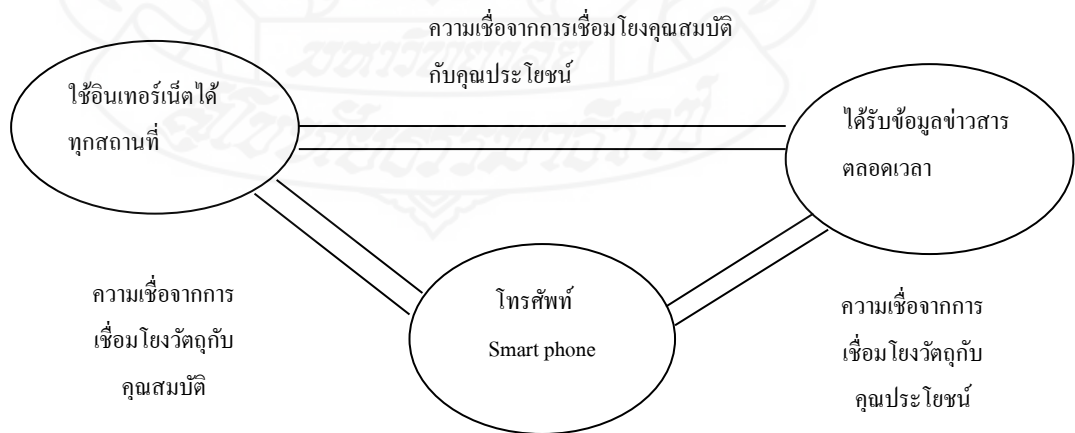 ความเชื่อจากการเชื่อมโยงคุณสมบัติ
กับคุณประโยชน์
ใช้อินเทอร์เน็ตได้
ทุกสถานที่
ได้รับข้อมูลข่าวสาร
ตลอดเวลา
ความเชื่อจากการ
เชื่อมโยงวัตถุกับ
คุณสมบัติ
โทรศัพท์
Smart phone
ความเชื่อจากการ
เชื่อมโยงวัตถุกับ
คุณประโยชน์